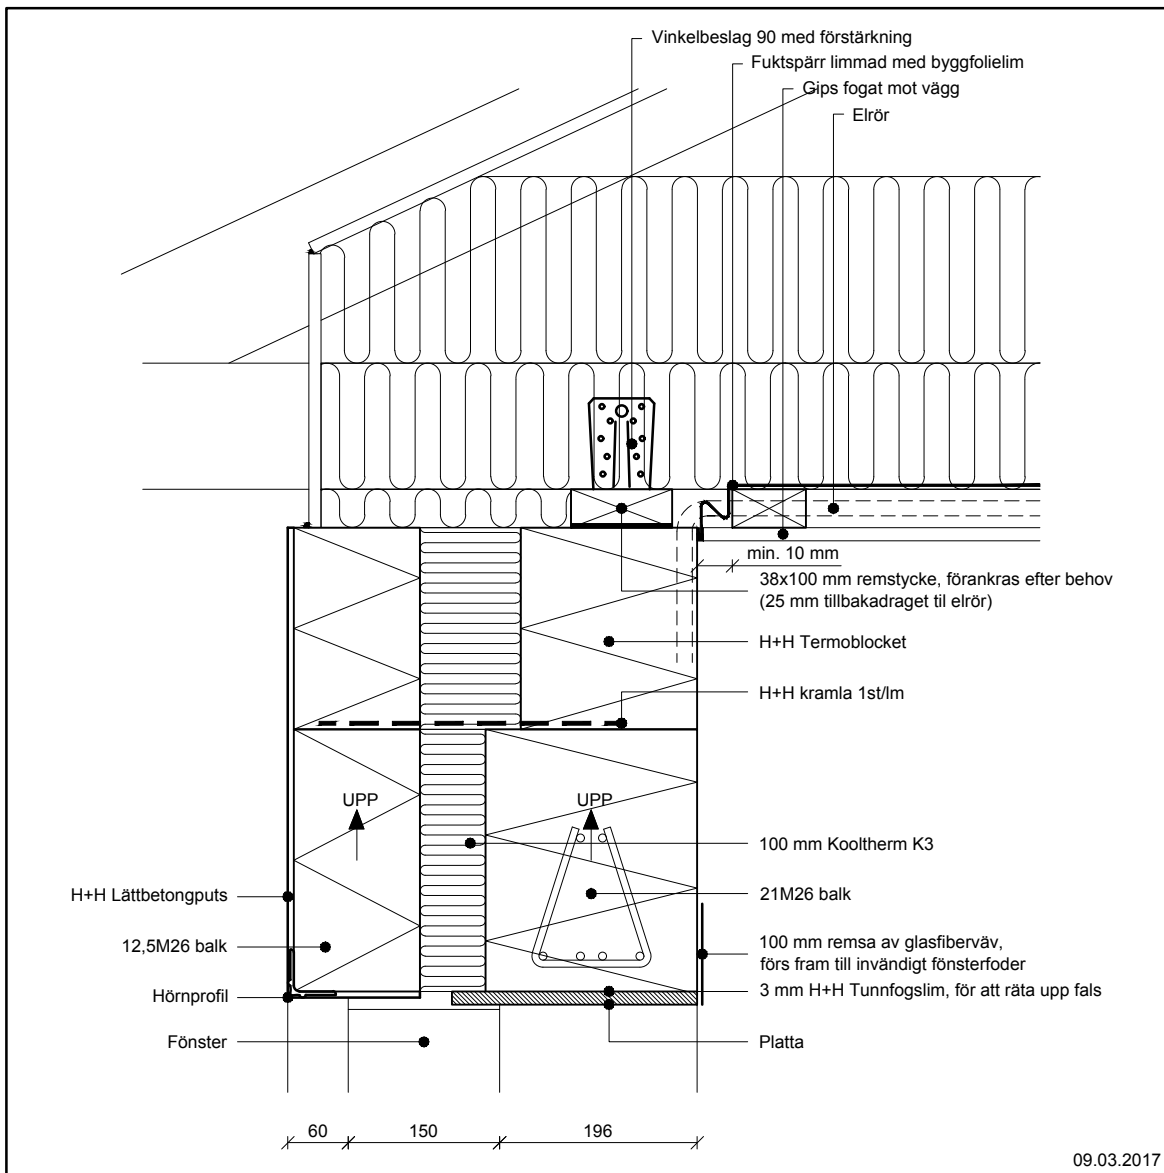 Vinkelbeslag 90 med förstärkning
Fuktspärr limmad med byggfolielim
Gips fogat mot vägg
Elrör
min. 10 mm
38x100 mm remstycke, förankras efter behov
(25 mm tillbakadraget til elrör)
H+H Termoblocket
H+H kramla 1st/lm
UPP
UPP
100 mm Kooltherm K3
H+H Lättbetongputs
21M26 balk
12,5M26 balk
100 mm remsa av glasfiberväv,
förs fram till invändigt fönsterfoder
Hörnprofil
3 mm H+H Tunnfogslim, för att räta upp fals
Fönster
Platta
60
150
196
09.03.2017